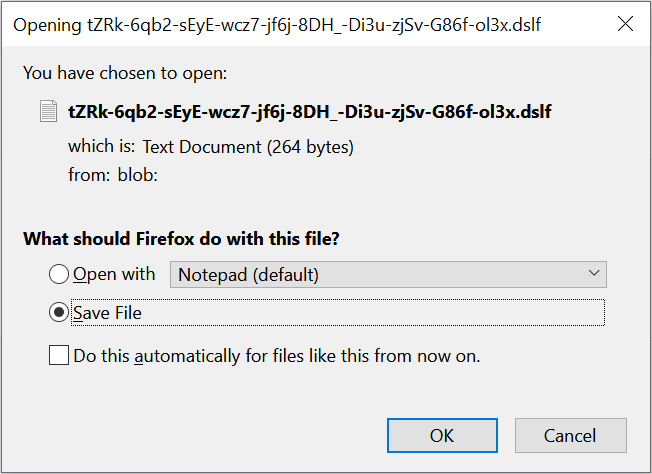 Opening tZRk-6qb2-sEyE-wcz7-jf6j-8DH_-Di3u-zjSv-G86f-ol3x.dslf
You have chosen to open:
tZRk-6qb2-sEyE-wcz7-jf6j-8DH_-Di3u-zjSv-G86f-ol3x.dslf
which is: Text Document (264 bytes)
from: blob:
What should Firefox do with this file?
Open with Notepad (default)
Save File
Do this automatically for files like this from now on.
OK Cancel